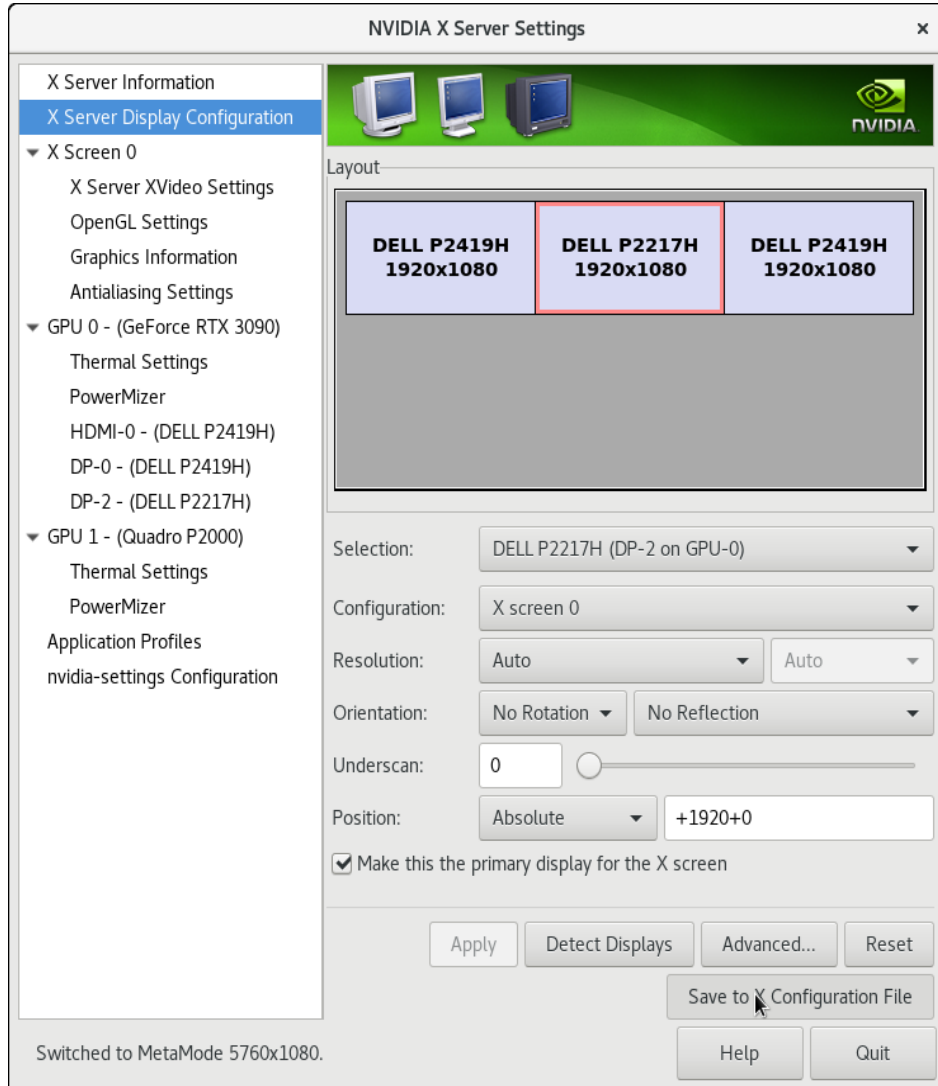 NVIDIA X Server Settings
×
X Server Information
X Server Display Configuration
X Screen 0
X Server XVideo Settings
OpenGL Settings
Graphics Information
Antialiasing Settings
GPU 0 - (GeForce RTX 3090)
Thermal Settings
PowerMizer
HDMI-0 - (DELL P2419H)
DP-0 - (DELL P2419H)
DP-2 - (DELL P2217H)
GPU 1 - (Quadro P2000)
Thermal Settings
PowerMizer
Application Profiles
nvidia-settings Configuration
NVIDIA
Layout
DELL P2419H
1920x1080
DELL P2217H
1920x1080
DELL P2419H
1920x1080
Selection: DELL P2217H (DP-2 on GPU-0)
Configuration: X screen 0
Resolution: Auto Auto
Orientation: No Rotation No Reflection
Underscan: 0
Position: Absolute +1920+0
Make this the primary display for the X screen
Apply Detect Displays Advanced... Reset
Save to X Configuration File
Switched to MetaMode 5760x1080. Help Quit